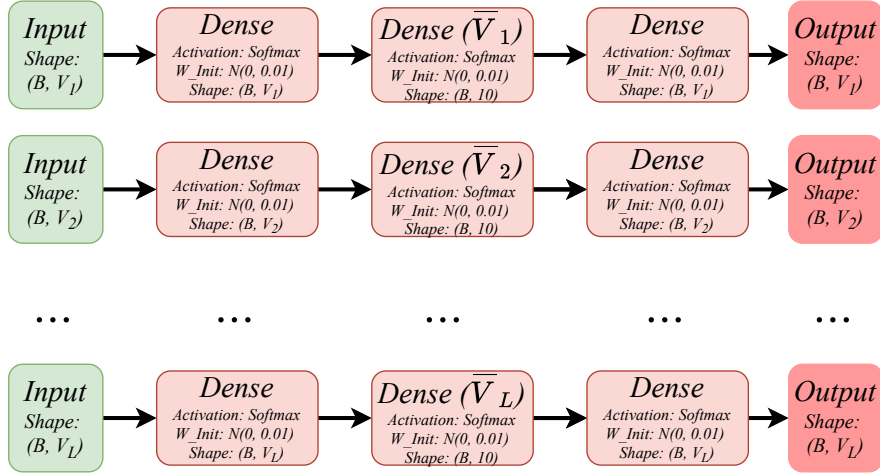 Input
Shape:
(B, V₁)
Dense
Activation: Softmax
W_Init: N(0, 0.01)
Shape: (B, V₁)
Dense (V̅ ₁)
Activation: Softmax
W_Init: N(0, 0.01)
Shape: (B, 10)
Dense
Activation: Softmax
W_Init: N(0, 0.01)
Shape: (B, V₁)
Output
Shape:
(B, V₁)
Input
Shape:
(B, V₂)
Dense
Activation: Softmax
W_Init: N(0, 0.01)
Shape: (B, V₂)
Dense (V̅ ₂)
Activation: Softmax
W_Init: N(0, 0.01)
Shape: (B, 10)
Dense
Activation: Softmax
W_Init: N(0, 0.01)
Shape: (B, V₂)
Output
Shape:
(B, V₂)
... ... ... ... ...
Input
Shape:
(B, V_L)
Dense
Activation: Softmax
W_Init: N(0, 0.01)
Shape: (B, V_L)
Dense (V̅ _L)
Activation: Softmax
W_Init: N(0, 0.01)
Shape: (B, 10)
Dense
Activation: Softmax
W_Init: N(0, 0.01)
Shape: (B, V_L)
Output
Shape:
(B, V_L)